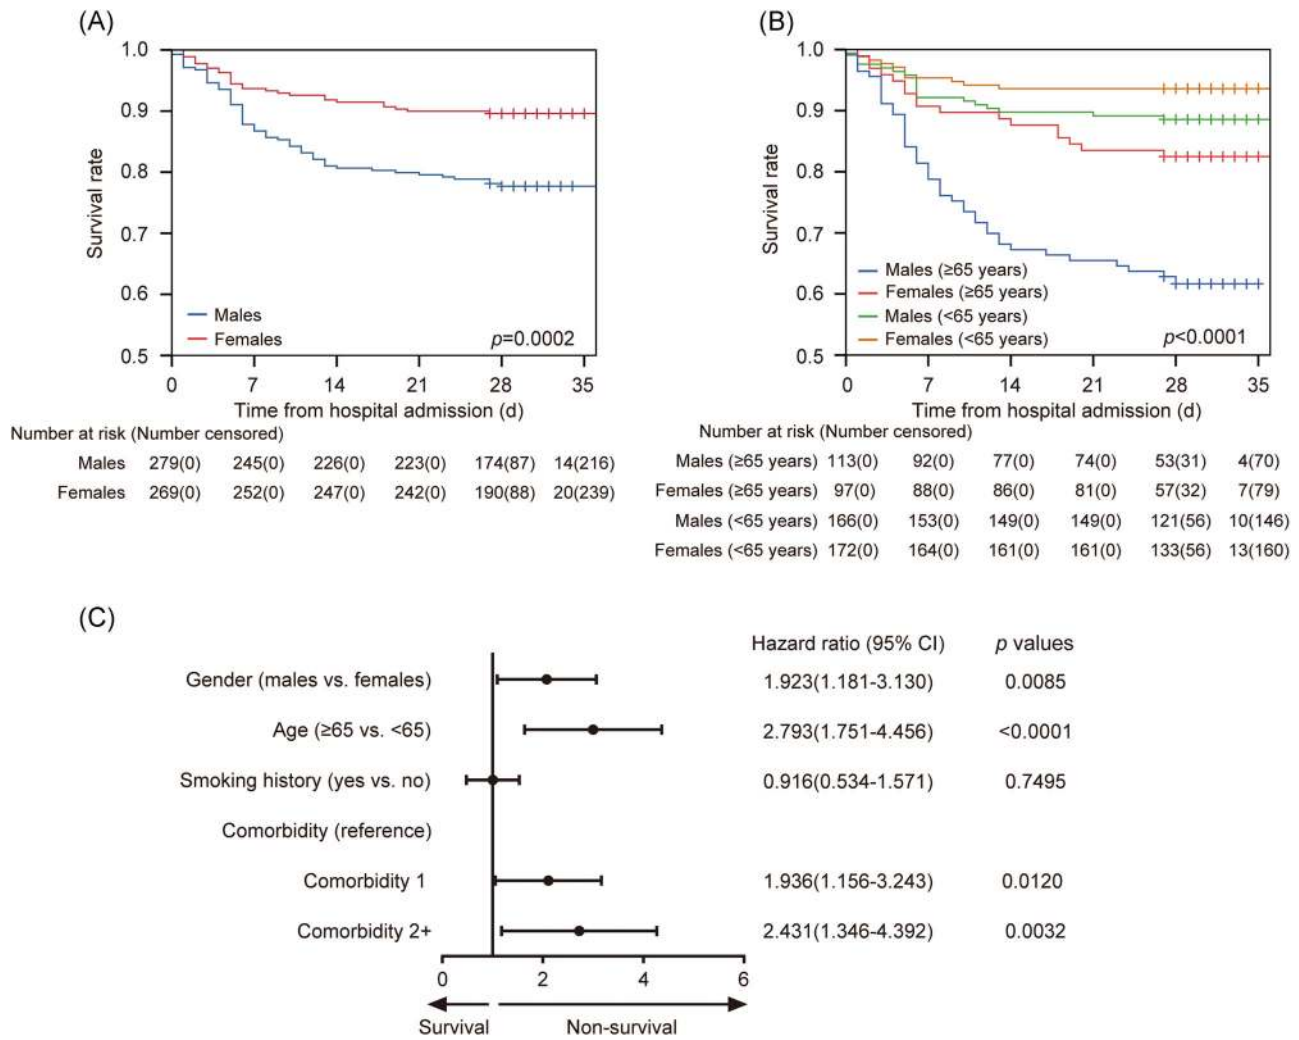 (A)
1.0
0.9
0.8
0.7
0.6
0.5
Survival rate
Males
Females
p=0.0002
0 7 14 21 28 35
Time from hospital admission (d)
Number at risk (Number censored)
Males 279(0) 245(0) 226(0) 223(0) 174(87) 14(216)
Females 269(0) 252(0) 247(0) 242(0) 190(88) 20(239)
(B)
1.0
0.9
0.8
0.7
0.6
0.5
Survival rate
Males (≥65 years)
Females (≥65 years)
Males (<65 years)
Females (<65 years)
p<0.0001
0 7 14 21 28 35
Time from hospital admission (d)
Number at risk (Number censored)
Males (≥65 years) 113(0) 92(0) 77(0) 74(0) 53(31) 4(70)
Females (≥65 years) 97(0) 88(0) 86(0) 81(0) 57(32) 7(79)
Males (<65 years) 166(0) 153(0) 149(0) 149(0) 121(56) 10(146)
Females (<65 years) 172(0) 164(0) 161(0) 161(0) 133(56) 13(160)
(C)
Hazard ratio (95% CI) p values
Gender (males vs. females) 1.923(1.181-3.130) 0.0085
Age (≥65 vs. <65) 2.793(1.751-4.456) <0.0001
Smoking history (yes vs. no) 0.916(0.534-1.571) 0.7495
Comorbidity (reference)
Comorbidity 1 1.936(1.156-3.243) 0.0120
Comorbidity 2+ 2.431(1.346-4.392) 0.0032
0 2 4 6
Survival Non-survival